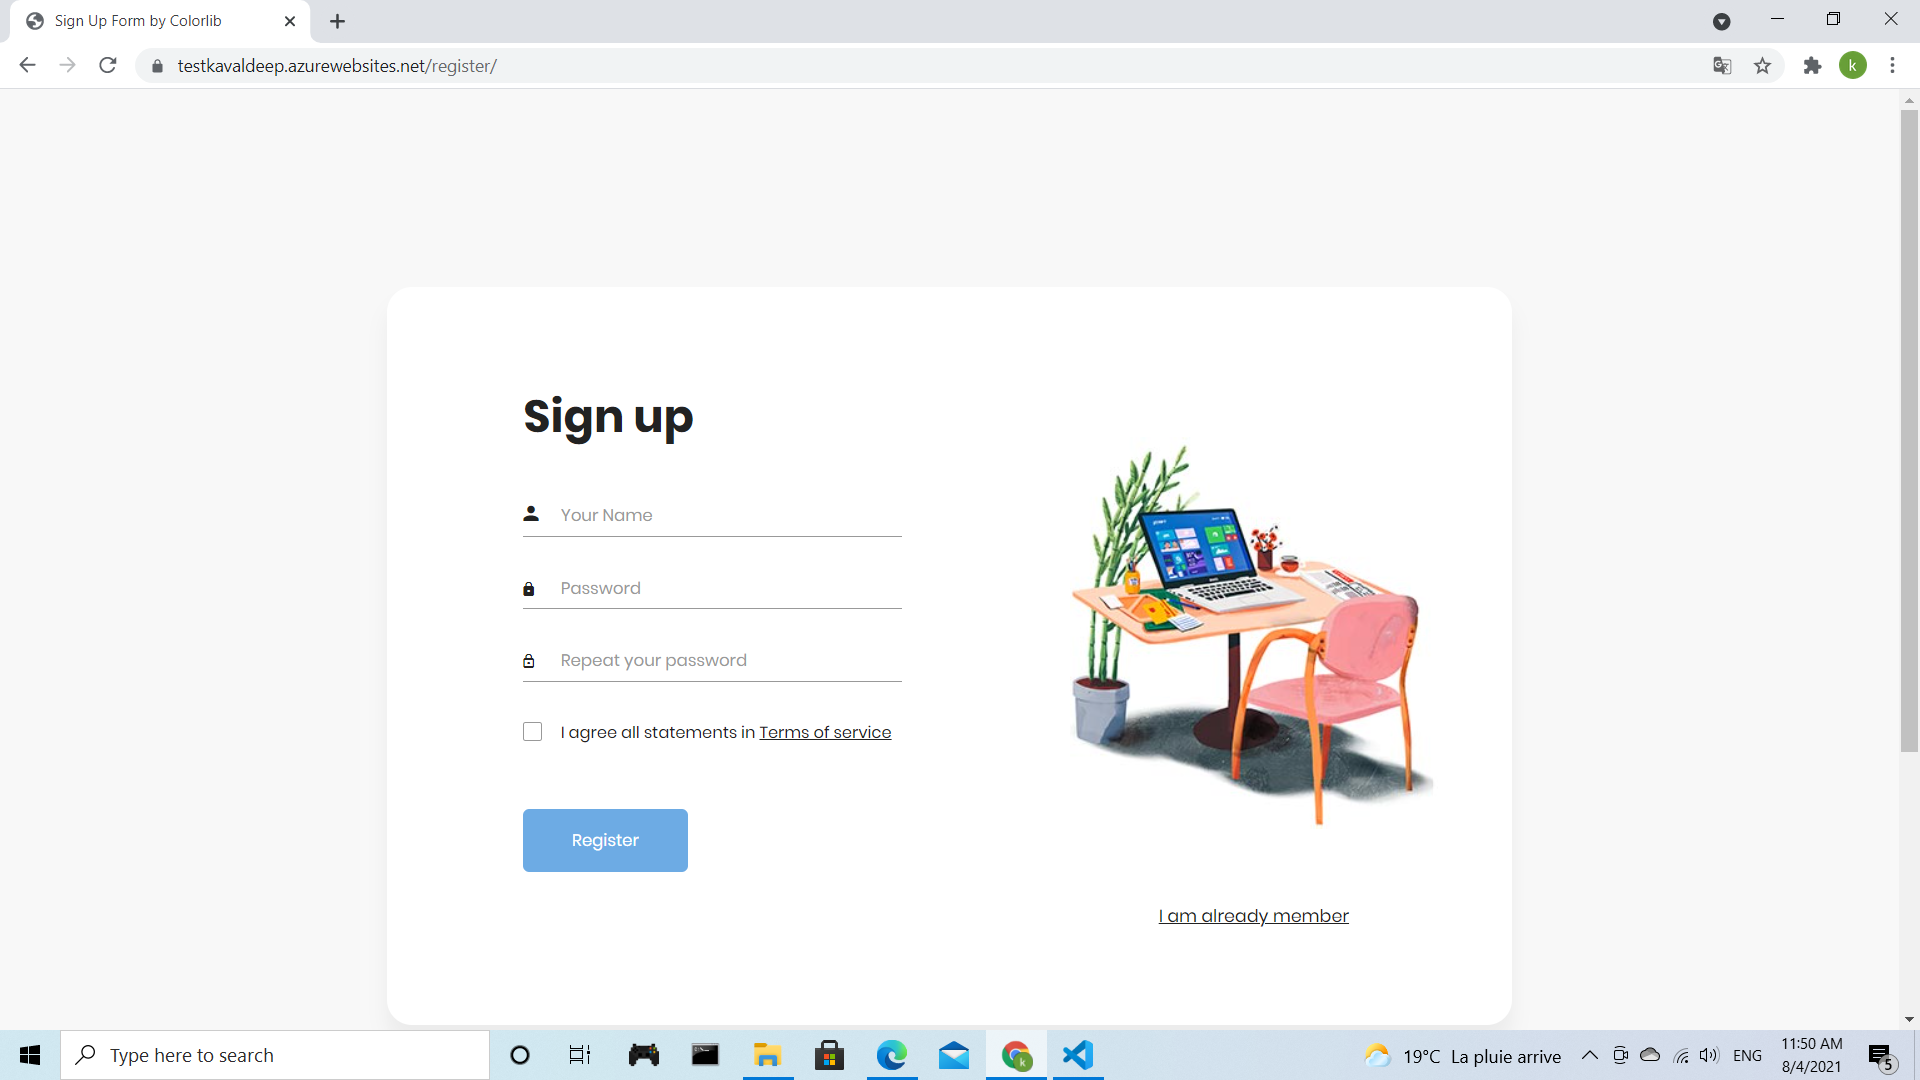 Sign Up Form by Colorlib
testkavaldeep.azurewebsites.net/register/
k
Sign up
Your Name
Password
Repeat your password
I agree all statements in Terms of service
Register
I am already member
Type here to search
19°C La pluie arrive
ENG
11:50 AM
8/4/2021
5